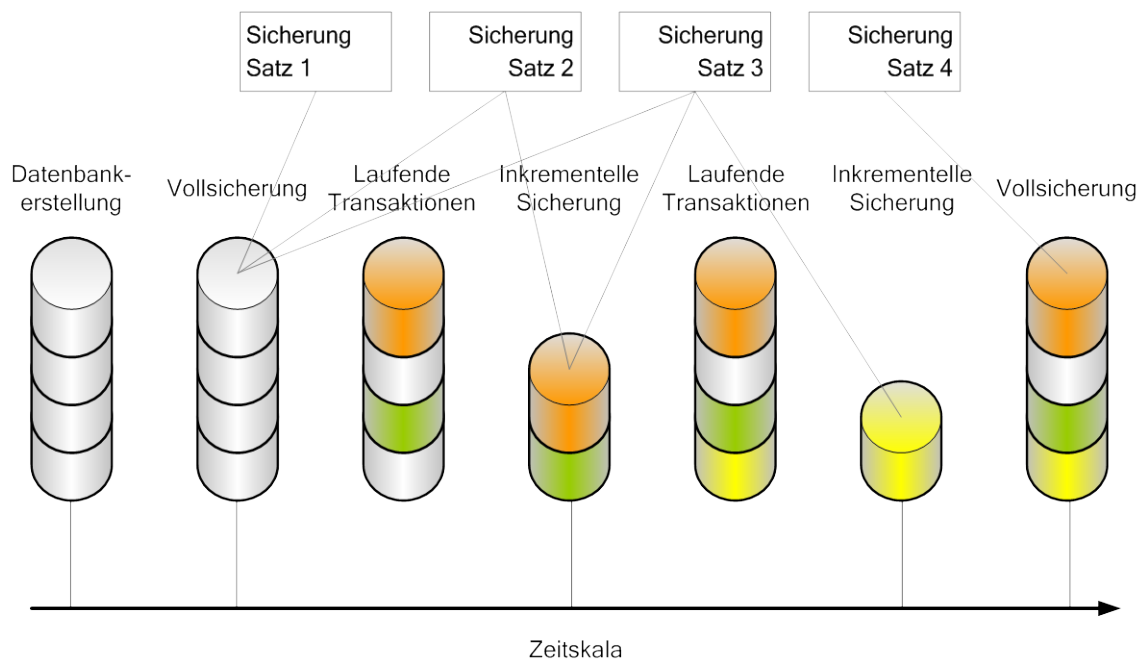 Sicherung
Satz 1
Sicherung
Satz 2
Sicherung
Satz 3
Sicherung
Satz 4
Datenbank-
erstellung
Vollsicherung
Laufende
Transaktionen
Inkrementelle
Sicherung
Laufende
Transaktionen
Inkrementelle
Sicherung
Vollsicherung
Zeitskala